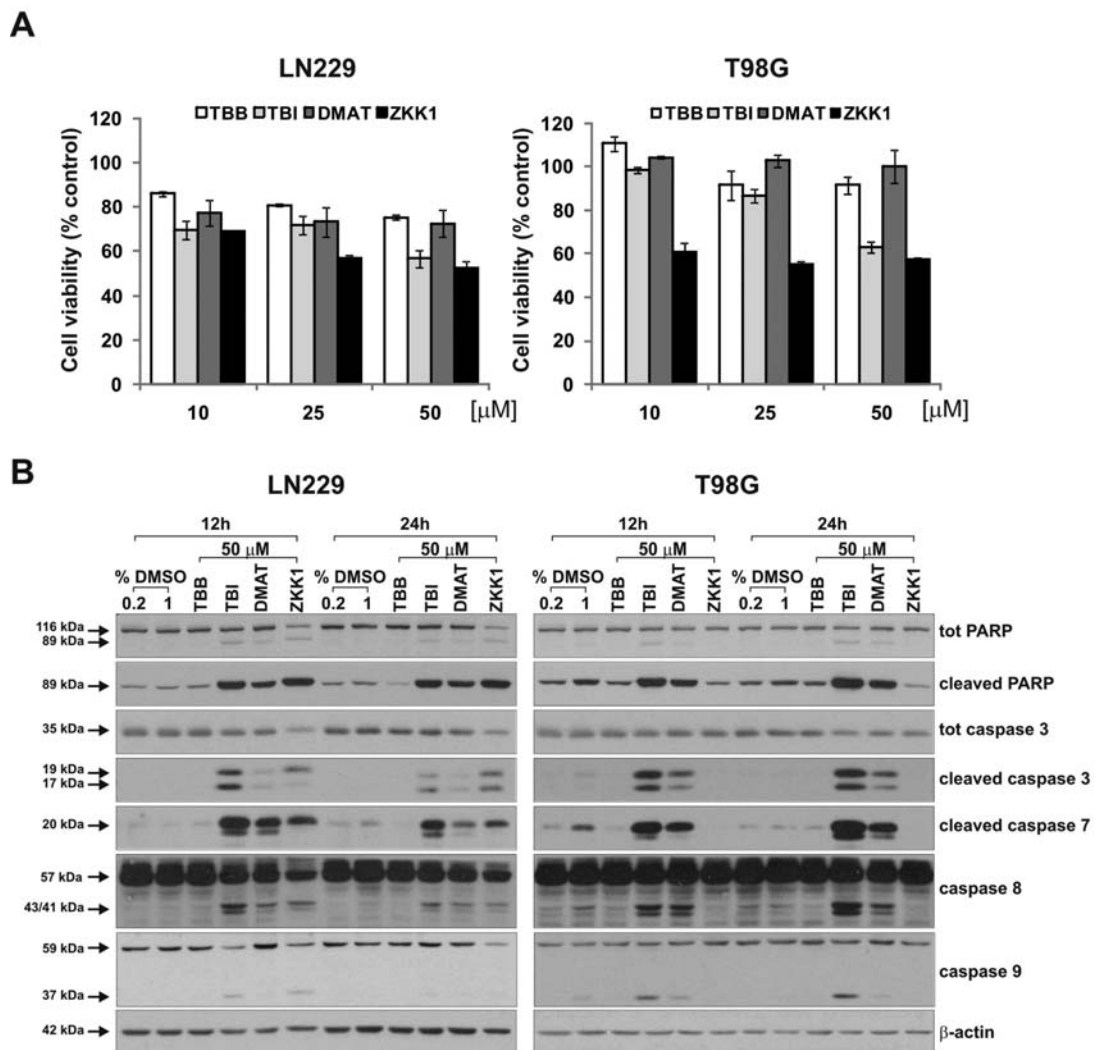 A
LN229
□TBB □TBI ■DMAT ■ZKK1
Cell viability (% control)
120
100
80
60
40
20
0
10 25 50 [μM]
T98G
□TBB □TBI ■DMAT ■ZKK1
Cell viability (% control)
120
100
80
60
40
20
0
10 25 50 [μM]
B
LN229 T98G
12h 24h 12h 24h
50 μM 50 μM 50 μM 50 μM
% DMSO TBB TBI DMAT ZKK1 % DMSO TBB TBI DMAT ZKK1 % DMSO TBB TBI DMAT ZKK1 % DMSO TBB TBI DMAT ZKK1
0.2 1 0.2 1 0.2 1 0.2 1
116 kDa tot PARP
89 kDa
89 kDa cleaved PARP
35 kDa tot caspase 3
19 kDa cleaved caspase 3
17 kDa
20 kDa cleaved caspase 7
57 kDa caspase 8
43/41 kDa
59 kDa caspase 9
37 kDa
42 kDa β-actin